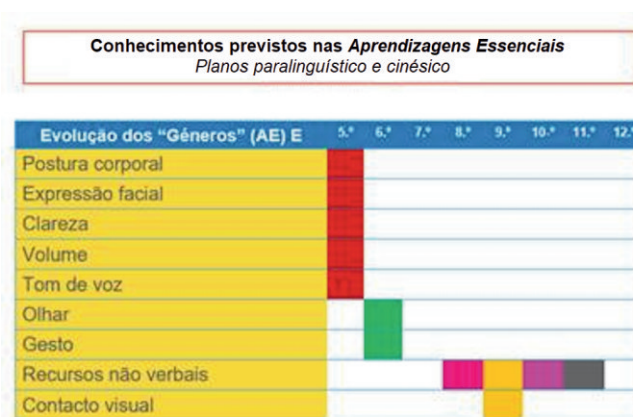 Conhecimentos previstos nas Aprendizagens Essenciais
Planos paralinguístico e cinésico
Evolução dos “Géneros” (AE) E 5.º 6.º 7.º 8.º 9.º 10.º 11.º 12.º
Postura corporal
Expressão facial
Clareza
Volume
Tom de voz
Olhar
Gesto
Recursos não verbais
Contacto visual